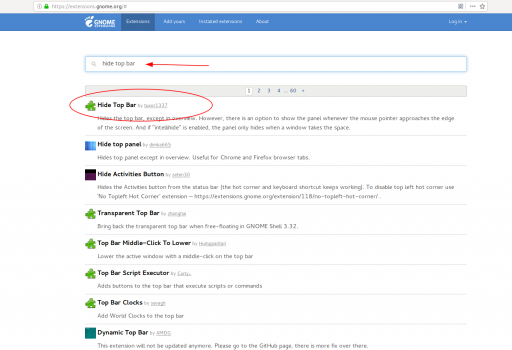 https://extensions.gnome.org/#
GNOME
EXTENSIONS
Extensions
Add yours
Installed extensions
About
Log in
hide top bar
1 2 3 4 ... 60 »
Hide Top Bar by tuxor1337
Hides the top bar, except in overview. However, there is an option to show the panel whenever the mouse pointer approaches the edge
of the screen. And if "intellihide" is enabled, the panel only hides when a window takes the space.
Hide top panel by
Hides top panel except in overview. Useful for Chrome and Firefox browser tabs.
Hide Activities Button by
Hides the Activities button from the status bar (the hot corner and keyboard shortcut keeps working). To disable top left hot corner use
'No Topleft Hot Corner' extension — https://extensions.gnome.org/extension/118/no-topleft-hot-corner/ .
Transparent Top Bar by zhanghai
Bring back the transparent top bar when free-floating in GNOME Shell 3.32.
Top Bar Middle-Click To Lower by
Lower the active window with a middle-click on the top bar
Top Bar Script Executor by
Adds buttons to the top bar that execute scripts or commands
Top Bar Clocks by
Add World Clocks to the top bar
Dynamic Top Bar by AMDG
This extension will not be updated anymore. Please go to the GitHub page, there is more fix over there.